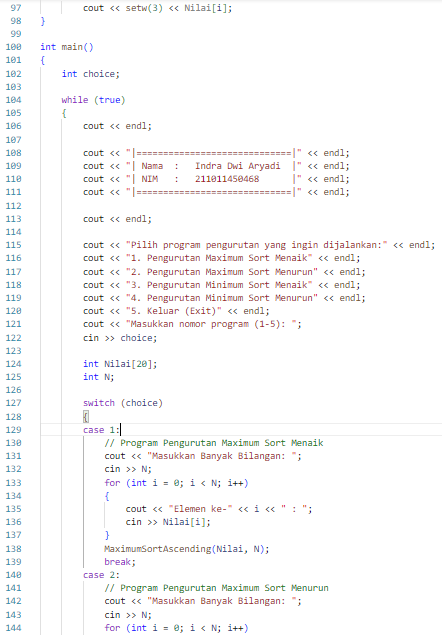 97 cout << setw(3) << Nilai[i];
98 }
99
100 int main()
101 {
102 int choice;
103
104 while (true)
105 {
106 cout << endl;
107
108 cout << "|=============================|" << endl;
109 cout << "| Nama  :   Indra Dwi Aryadi  |" << endl;
110 cout << "| NIM   :   211011450468      |" << endl;
111 cout << "|=============================|" << endl;
112
113 cout << endl;
114
115 cout << "Pilih program pengurutan yang ingin dijalankan:" << endl;
116 cout << "1. Pengurutan Maximum Sort Menaik" << endl;
117 cout << "2. Pengurutan Maximum Sort Menurun" << endl;
118 cout << "3. Pengurutan Minimum Sort Menaik" << endl;
119 cout << "4. Pengurutan Minimum Sort Menurun" << endl;
120 cout << "5. Keluar (Exit)" << endl;
121 cout << "Masukkan nomor program (1-5): ";
122 cin >> choice;
123
124 int Nilai[20];
125 int N;
126
127 switch (choice)
128 {
129 case 1:
130 // Program Pengurutan Maximum Sort Menaik
131 cout << "Masukkan Banyak Bilangan: ";
132 cin >> N;
133 for (int i = 0; i < N; i++)
134 {
135 cout << "Elemen ke-" << i << " : ";
136 cin >> Nilai[i];
137 }
138 MaximumSortAscending(Nilai, N);
139 break;
140 case 2:
141 // Program Pengurutan Maximum Sort Menurun
142 cout << "Masukkan Banyak Bilangan: ";
143 cin >> N;
144 for (int i = 0; i < N; i++)